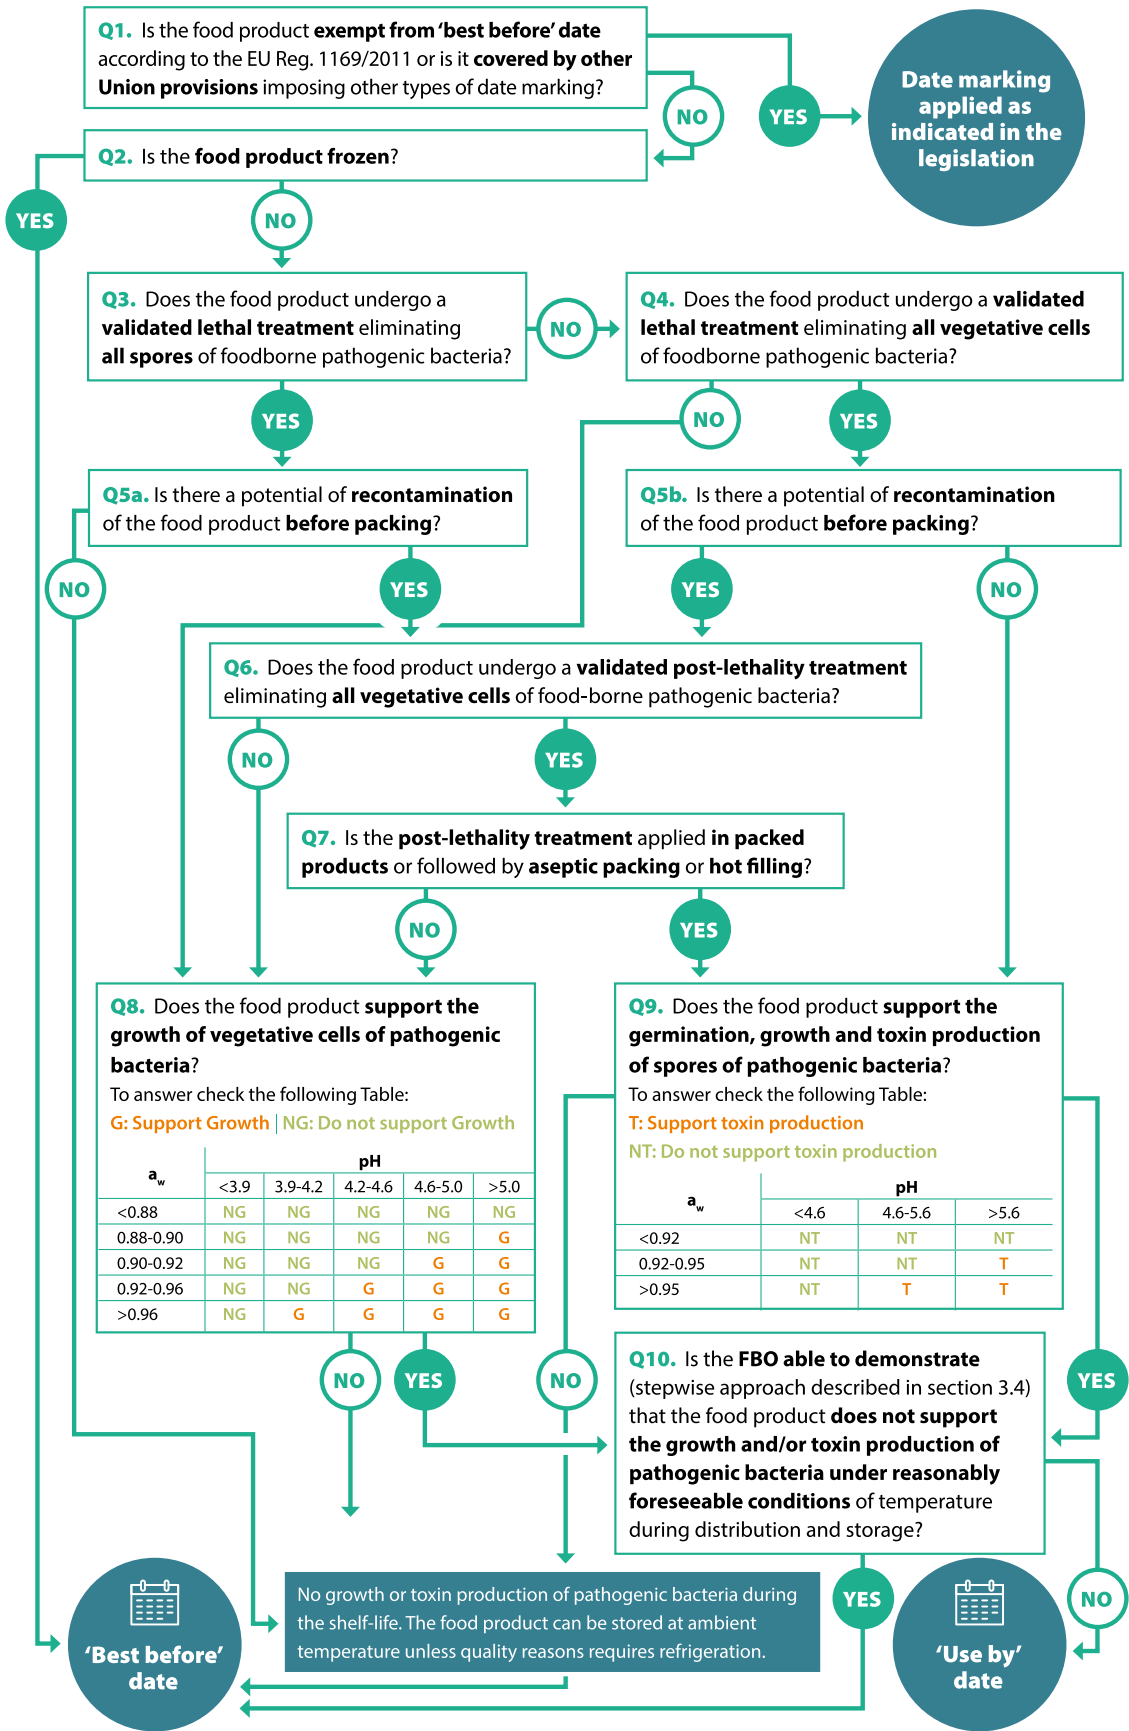 Q1. Is the food product exempt from ‘best before’ date
according to the EU Reg. 1169/2011 or is it covered by other
Union provisions imposing other types of date marking?
NO
YES
Date marking
applied as
indicated in the
legislation
Q2. Is the food product frozen?
YES
NO
Q3. Does the food product undergo a
validated lethal treatment eliminating
all spores of foodborne pathogenic bacteria?
NO
Q4. Does the food product undergo a validated
lethal treatment eliminating all vegetative cells
of foodborne pathogenic bacteria?
YES
NO
YES
Q5a. Is there a potential of recontamination
of the food product before packing?
Q5b. Is there a potential of recontamination
of the food product before packing?
NO
YES
YES
NO
Q6. Does the food product undergo a validated post-lethality treatment
eliminating all vegetative cells of food-borne pathogenic bacteria?
NO
YES
Q7. Is the post-lethality treatment applied in packed
products or followed by aseptic packing or hot filling?
NO
YES
Q8. Does the food product support the
growth of vegetative cells of pathogenic
bacteria?
To answer check the following Table:
G: Support Growth | NG: Do not support Growth
aw pH
<3.9 3.9-4.2 4.2-4.6 4.6-5.0 >5.0
<0.88 NG NG NG NG NG
0.88-0.90 NG NG NG NG G
0.90-0.92 NG NG NG G G
0.92-0.96 NG NG G G G
>0.96 NG G G G G
Q9. Does the food product support the
germination, growth and toxin production
of spores of pathogenic bacteria?
To answer check the following Table:
T: Support toxin production
NT: Do not support toxin production
aw pH
<4.6 4.6-5.6 >5.6
<0.92 NT NT NT
0.92-0.95 NT NT T
>0.95 NT T T
NO
YES
NO
YES
Q10. Is the FBO able to demonstrate
(stepwise approach described in section 3.4)
that the food product does not support
the growth and/or toxin production of
pathogenic bacteria under reasonably
foreseeable conditions of temperature
during distribution and storage?
YES
NO
‘Best before’
date
No growth or toxin production of pathogenic bacteria during
the shelf-life. The food product can be stored at ambient
temperature unless quality reasons requires refrigeration.
‘Use by’
date